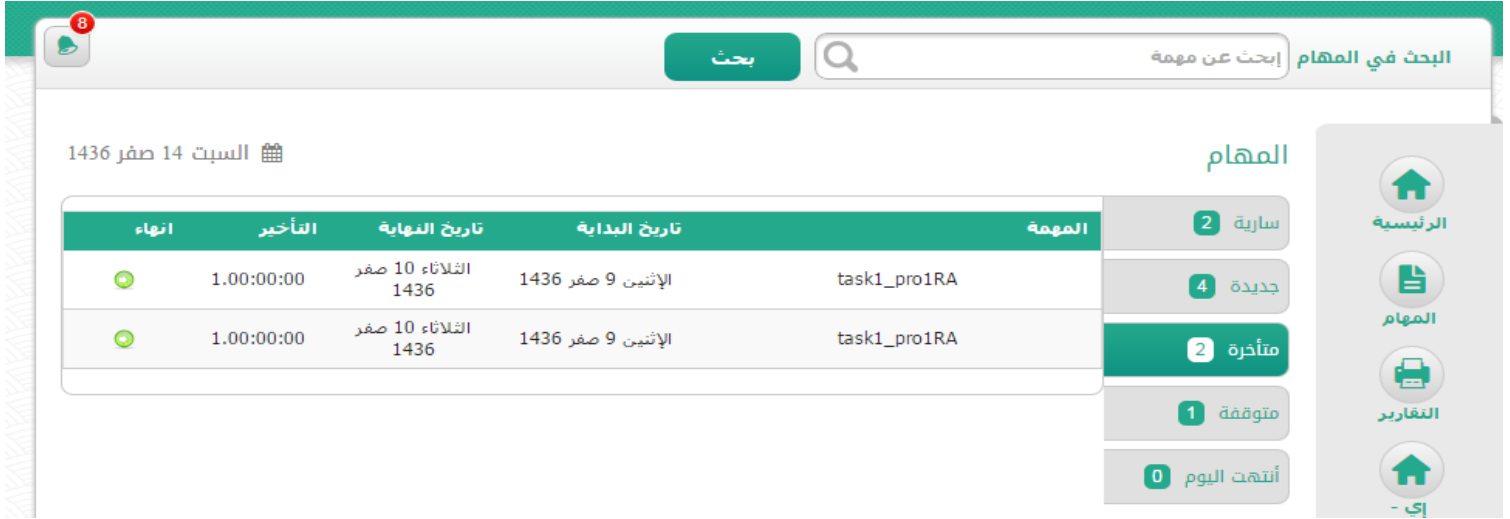 البحث في المهام
إبحث عن مهمة
بحث
8
المهام
السبت 14 صفر 1436
الرئيسية
المهام
التقارير
إي -
سارية 2
جديدة 4
متأخرة 2
متوقفة 1
أنتهت اليوم 0
المهمة تاريخ البداية تاريخ النهاية التأخير انهاء
task1_pro1RA الإثنين 9 صفر 1436 الثلاثاء 10 صفر 1436 1.00:00:00
task1_pro1RA الإثنين 9 صفر 1436 الثلاثاء 10 صفر 1436 1.00:00:00